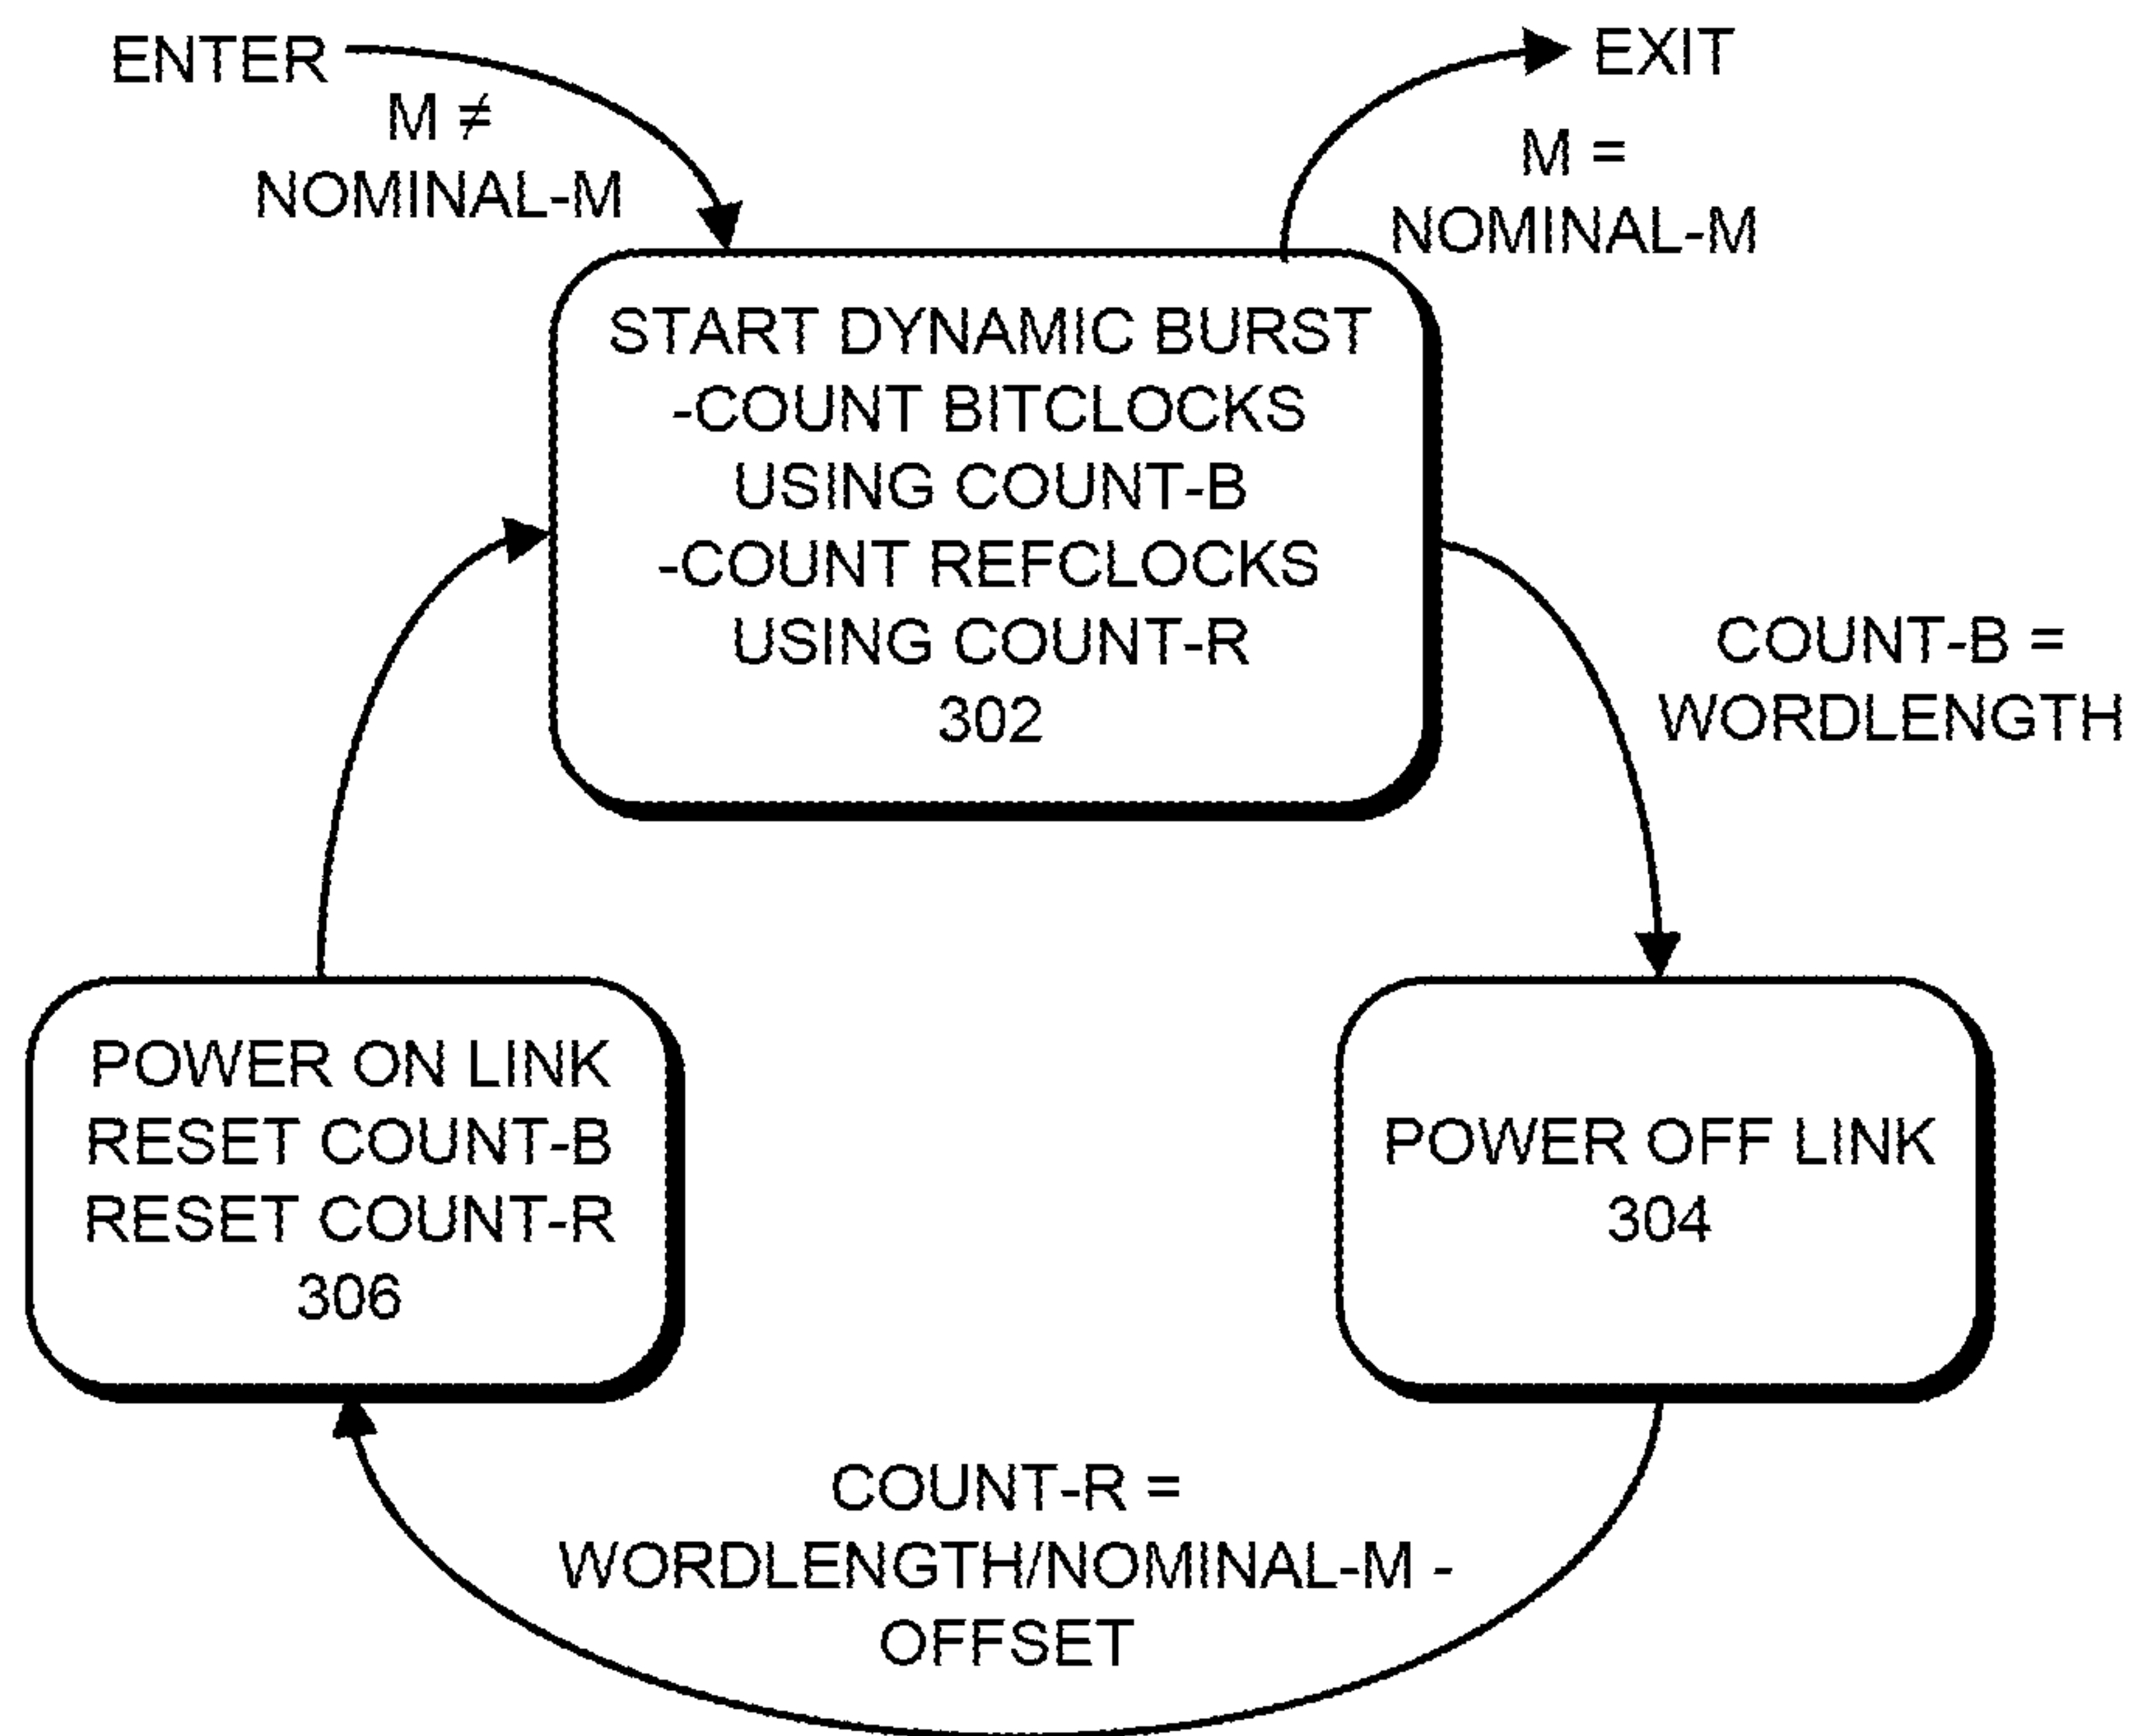 ENTER
M ≠
NOMINAL-M
EXIT
M =
NOMINAL-M
START DYNAMIC BURST
-COUNT BITCLOCKS
USING COUNT-B
-COUNT REFCLOCKS
USING COUNT-R
302
COUNT-B =
WORDLENGTH
POWER OFF LINK
304
COUNT-R =
WORDLENGTH/NOMINAL-M -
OFFSET
POWER ON LINK
RESET COUNT-B
RESET COUNT-R
306